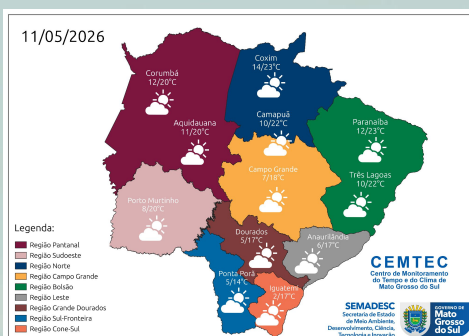 11/05/2026
Corumbá
12/20°C
Coxim
14/23°C
Aquidauana
11/20°C
Camapuã
10/22°C
Paranaíba
12/23°C
Campo Grande
7/18°C
Três Lagoas
10/22°C
Porto Murtinho
8/20°C
Dourados
5/17°C
Anaurilândia
6/17°C
Ponta Porã
5/14°C
Iguatemi
2/17°C
Legenda:
Região Pantanal
Região Sudoeste
Região Norte
Região Campo Grande
Região Bolsão
Região Leste
Região Grande Dourados
Região Sul-Fronteira
Região Cone-Sul
CEMTEC
Centro de Monitoramento
do Tempo e do Clima de
Mato Grosso do Sul
SEMADESC
Secretaria de Estado
de Meio Ambiente,
Desenvolvimento, Ciência,
Tecnologia e Inovação
GOVERNO DE
Mato
Grosso
do Sul